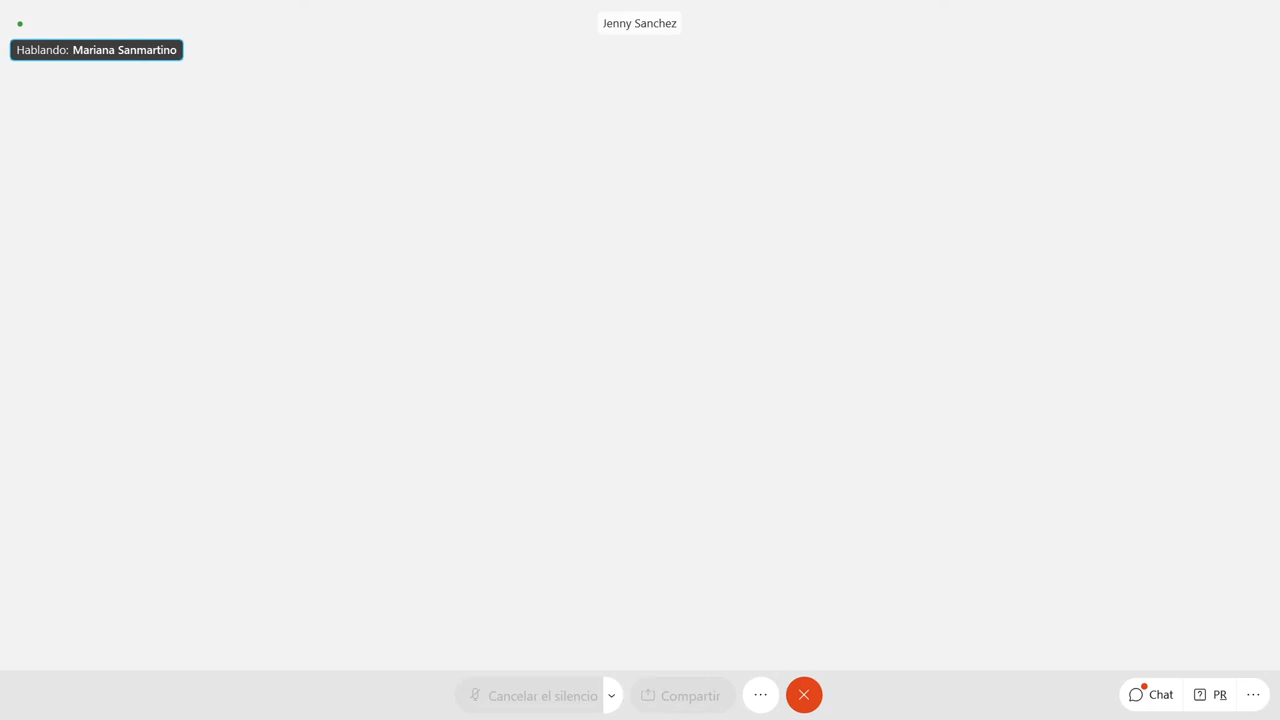 Jenny Sanchez
Hablando: Mariana Sanmartino
Cancelar el silencio
Compartir
Chat
PR